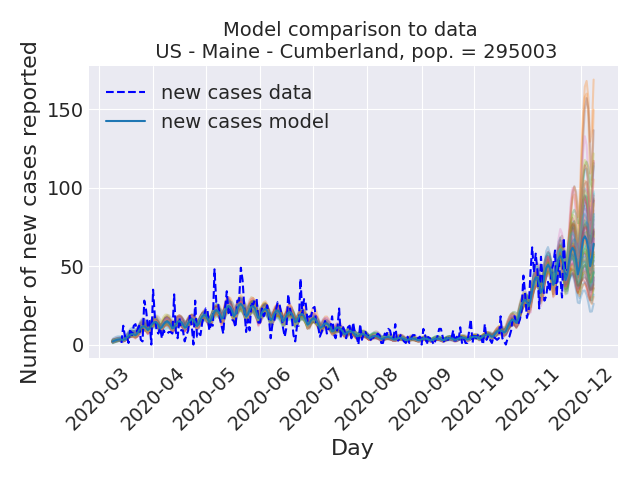 Model comparison to data
US - Maine - Cumberland, pop. = 295003
Number of new cases reported
150
100
50
0
new cases data
new cases model
2020-03
2020-04
2020-05
2020-06
2020-07
2020-08
2020-09
2020-10
2020-11
2020-12
Day